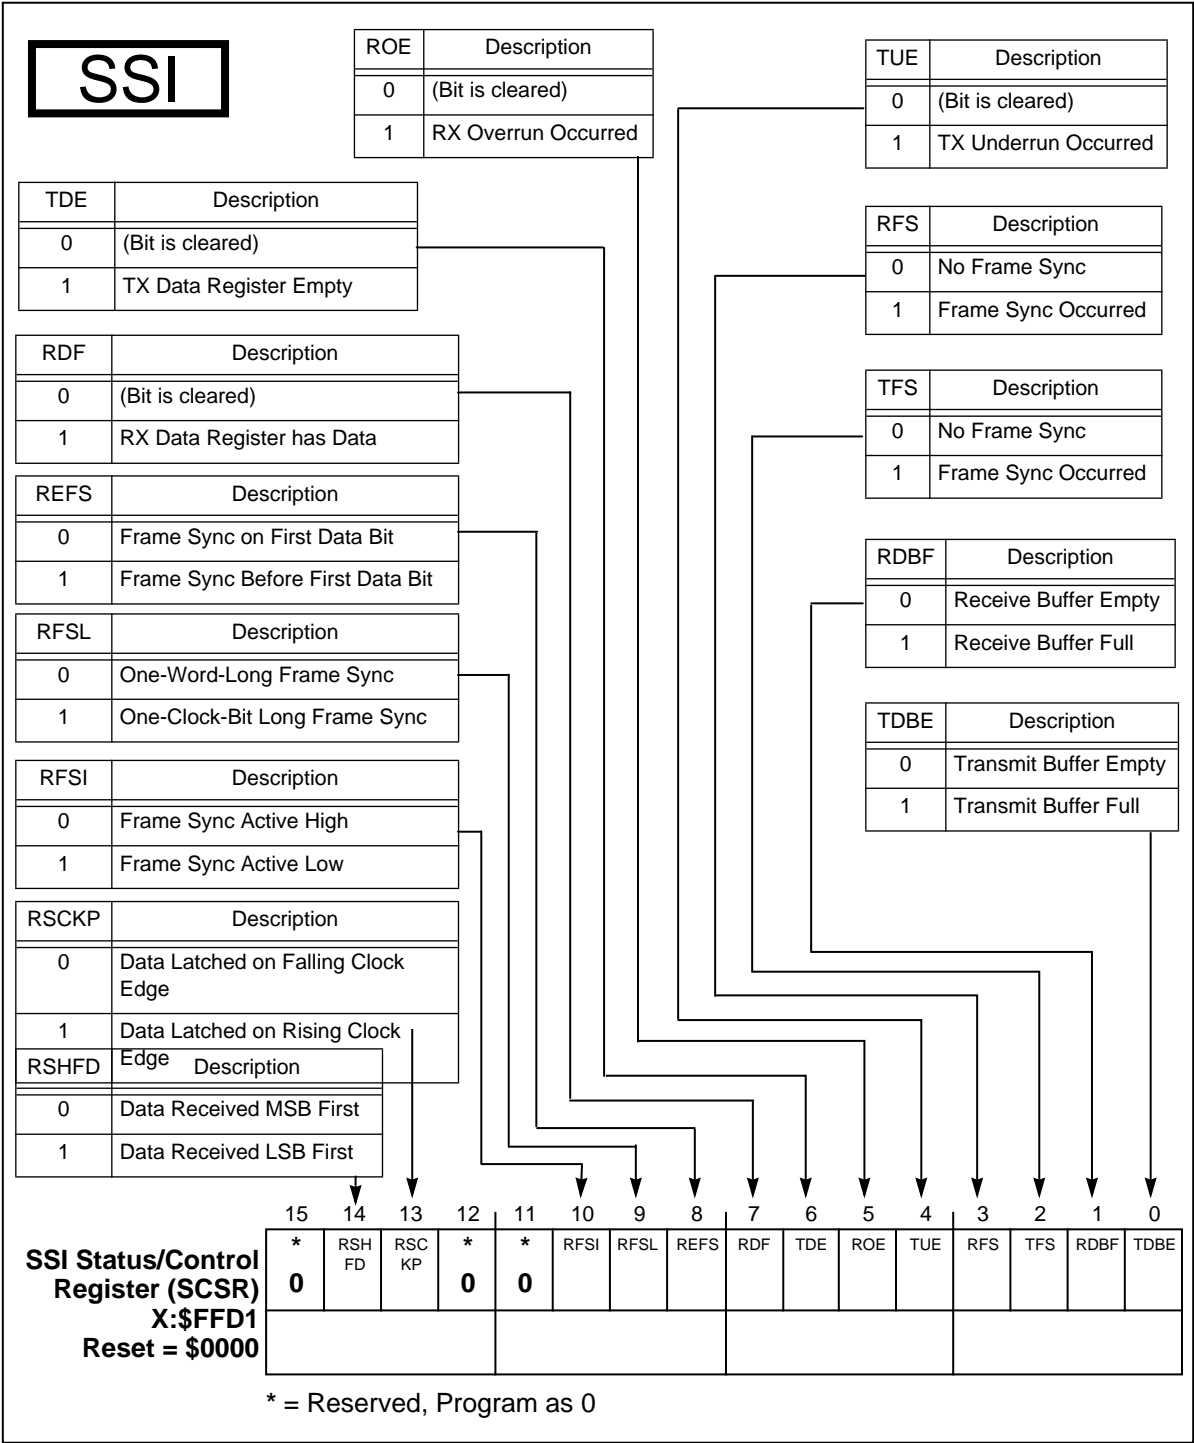 SSI
ROE Description
0 (Bit is cleared)
1 RX Overrun Occurred
TUE Description
0 (Bit is cleared)
1 TX Underrun Occurred
TDE Description
0 (Bit is cleared)
1 TX Data Register Empty
RFS Description
0 No Frame Sync
1 Frame Sync Occurred
RDF Description
0 (Bit is cleared)
1 RX Data Register has Data
TFS Description
0 No Frame Sync
1 Frame Sync Occurred
REFS Description
0 Frame Sync on First Data Bit
1 Frame Sync Before First Data Bit
RDBF Description
0 Receive Buffer Empty
1 Receive Buffer Full
RFSL Description
0 One-Word-Long Frame Sync
1 One-Clock-Bit Long Frame Sync
TDBE Description
0 Transmit Buffer Empty
1 Transmit Buffer Full
RFSI Description
0 Frame Sync Active High
1 Frame Sync Active Low
RSCKP Description
0 Data Latched on Falling Clock
Edge
1 Data Latched on Rising Clock
Edge
RSHFD Description
0 Data Received MSB First
1 Data Received LSB First
15 14 13 12 11 10 9 8 7 6 5 4 3 2 1 0
* RSH RSC * * RFSI RFSL REFS RDF TDE ROE TUE RFS TFS RDBF TDBE
FD KP
0 0 0
SSI Status/Control
Register (SCSR)
X:$FFD1
Reset = $0000
* = Reserved, Program as 0